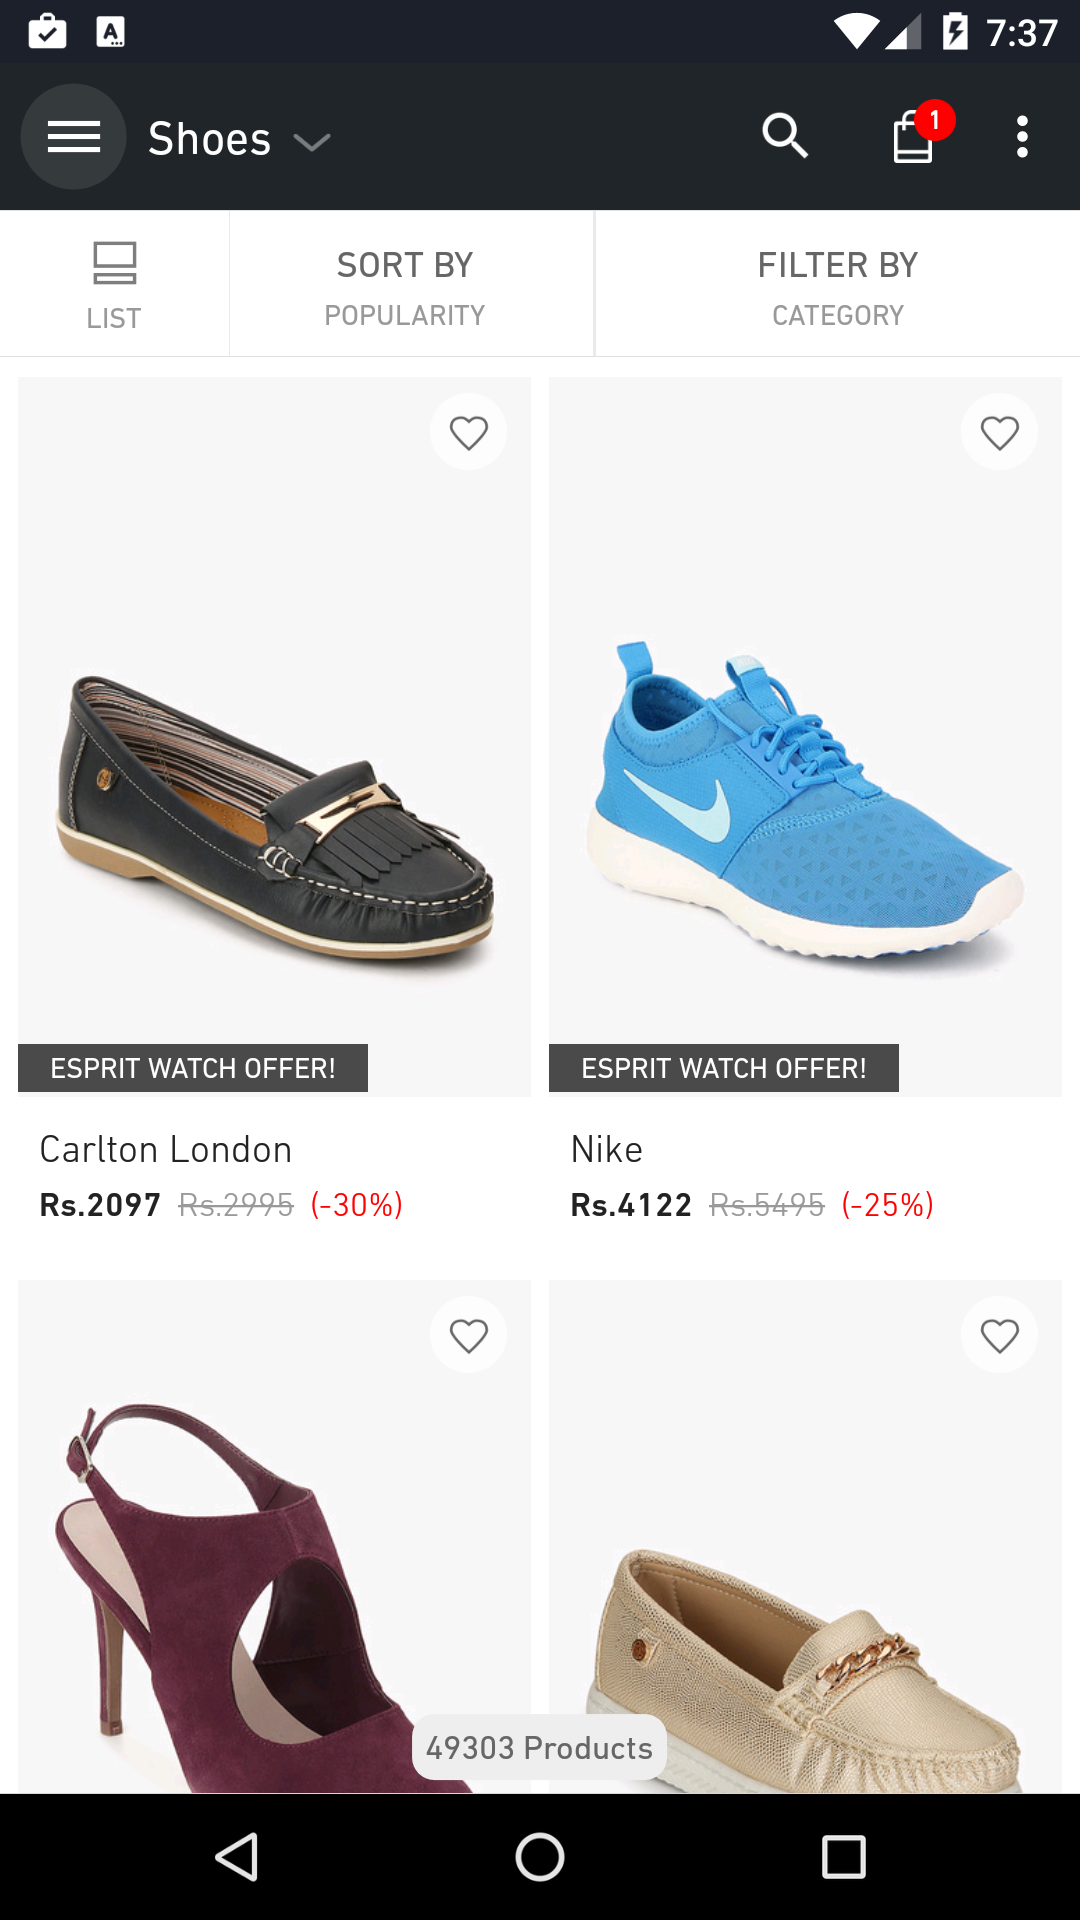 7:37
Shoes
1
LIST
SORT BY
POPULARITY
FILTER BY
CATEGORY
ESPRIT WATCH OFFER!
ESPRIT WATCH OFFER!
Carlton London
Rs.2097 Rs.2995 (-30%)
Nike
Rs.4122 Rs.5495 (-25%)
49303 Products